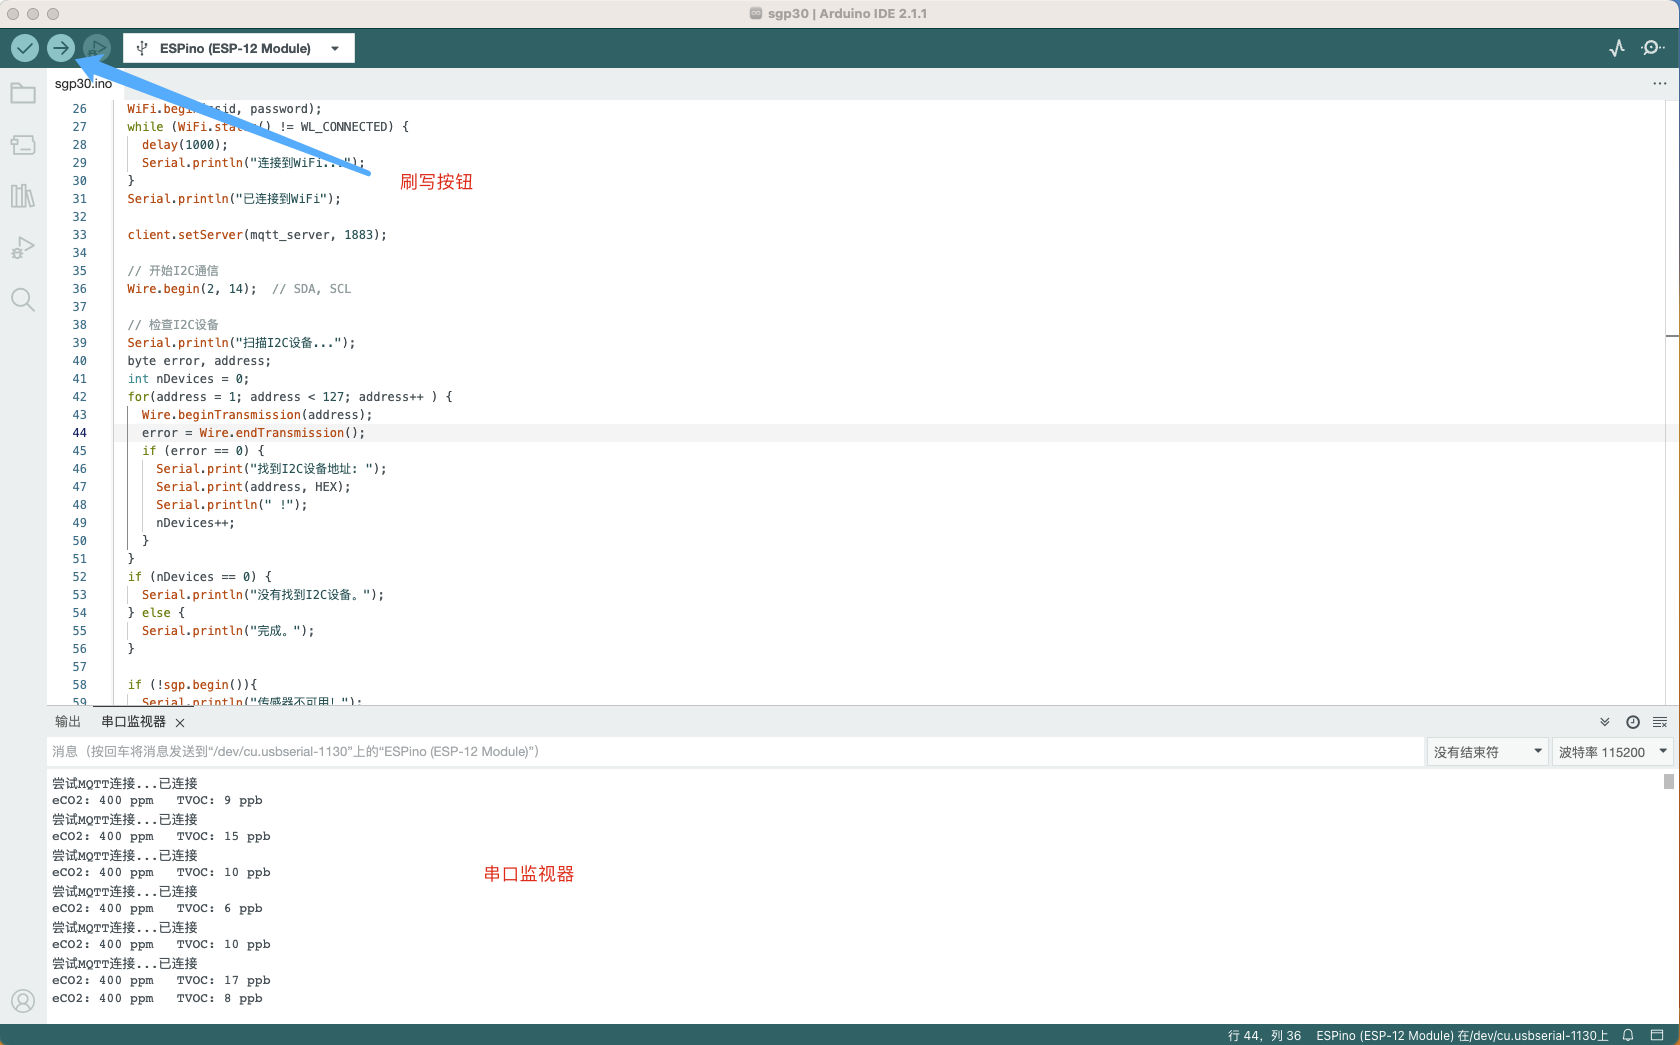 sgp30 | Arduino IDE 2.1.1
ESPino (ESP-12 Module)
sgp30.ino
26 WiFi.begin(ssid, password);
27 while (WiFi.status() != WL_CONNECTED) {
28 delay(1000);
29 Serial.println("连接到WiFi...");
30 }
31 Serial.println("已连接到WiFi");
32
33 client.setServer(mqtt_server, 1883);
34
35 // 开始I2C通信
36 Wire.begin(2, 14);  // SDA, SCL
37
38 // 检查I2C设备
39 Serial.println("扫描I2C设备...");
40 byte error, address;
41 int nDevices = 0;
42 for(address = 1; address < 127; address++ ) {
43 Wire.beginTransmission(address);
44 error = Wire.endTransmission();
45 if (error == 0) {
46 Serial.print("找到I2C设备地址: ");
47 Serial.print(address, HEX);
48 Serial.println(" !");
49 nDevices++;
50 }
51 }
52 if (nDevices == 0) {
53 Serial.println("没有找到I2C设备。");
54 } else {
55 Serial.println("完成。");
56 }
57
58 if (!sgp.begin()){
59 Serial.println("传感器不可用！");
刷写按钮
输出 串口监视器
消息（按回车将消息发送到“/dev/cu.usbserial-1130”上的“ESPino (ESP-12 Module)”）
没有结束符
波特率 115200
尝试MQTT连接...已连接
eCO2: 400 ppm   TVOC: 9 ppb
尝试MQTT连接...已连接
eCO2: 400 ppm   TVOC: 15 ppb
尝试MQTT连接...已连接
eCO2: 400 ppm   TVOC: 10 ppb
尝试MQTT连接...已连接
eCO2: 400 ppm   TVOC: 6 ppb
尝试MQTT连接...已连接
eCO2: 400 ppm   TVOC: 10 ppb
尝试MQTT连接...已连接
eCO2: 400 ppm   TVOC: 17 ppb
eCO2: 400 ppm   TVOC: 8 ppb
串口监视器
行 44，列 36
ESPino (ESP-12 Module) 在/dev/cu.usbserial-1130上